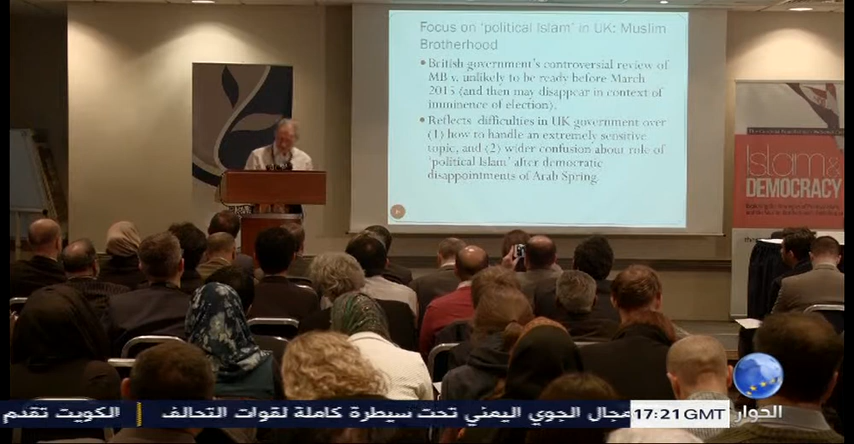 Focus on 'political Islam' in UK: Muslim
Brotherhood
• British government's controversial review of
MB v. unlikely to be ready before March
2015 (and then may disappear in context of
imminence of election).
• Reflects difficulties in UK government over
(1) how to handle an extremely sensitive
topic, and (2) wider confusion about role of
'political Islam' after democratic
disappointments of Arab Spring.
Islam &
DEMOCRACY
الحوار
17:21 GMT
مجال الجوي اليمني تحت سيطرة كاملة لقوات التحالف
الكويت تقدم